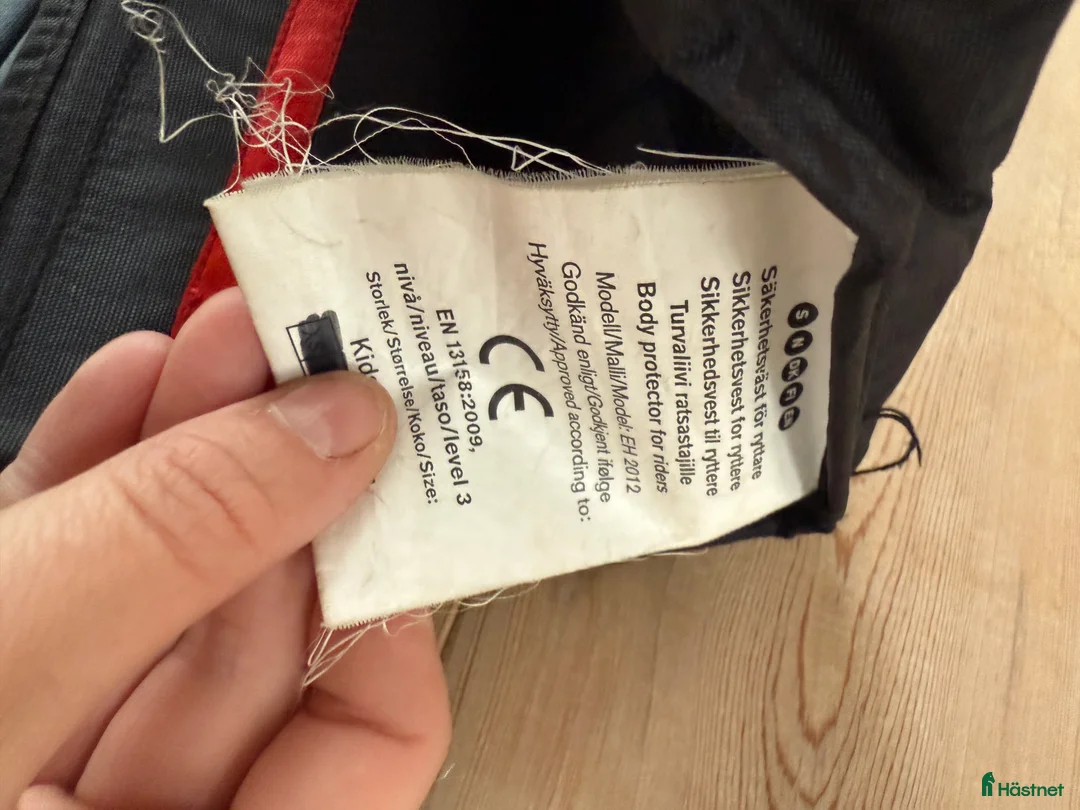 S N DK FI EN
Säkerhetsväst för ryttare
Sikkerhetsvest for ryttere
Sikkerhedsvest til ryttere
Turvaliivi ratsastajille
Body protector for riders
Modell/Malli/Model: EH 2012
Godkänd enligt/Godkjent ifølge
Hyväksytty/Approved according to:
CE
EN 13158:2009,
nivå/niveau/taso/level 3
Storlek/Størrelse/Koko/Size:
Hästnet